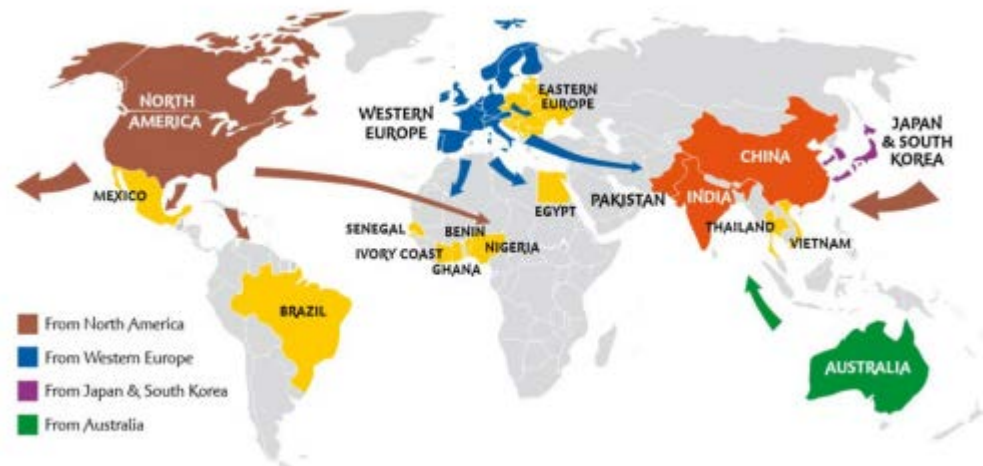 NORTH
AMERICA
WESTERN
EUROPE
EASTERN
EUROPE
JAPAN
& SOUTH
KOREA
CHINA
MEXICO
PAKISTAN
INDIA
EGYPT
SENEGAL
BENIN
THAILAND
IVORY COAST
NIGERIA
VIETNAM
GHANA
BRAZIL
AUSTRALIA
From North America
From Western Europe
From Japan & South Korea
From Australia